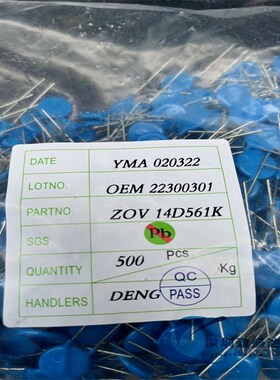 DATE YMA 020322
LOTNO. OEM 22300301
PARTNO. ZOV 14D561K
SGS Pb
QUANTITY 500 PCS Kg
HANDLERS DENG QC PASS